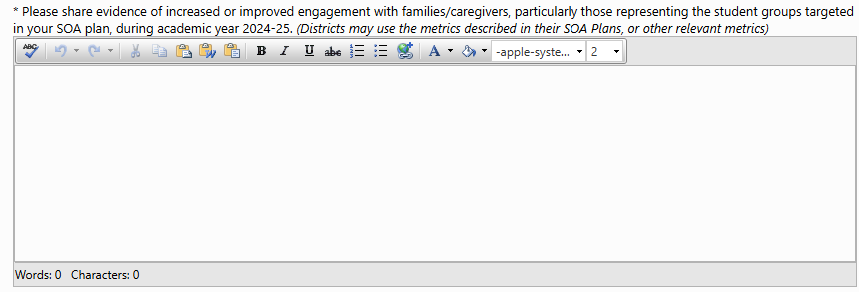 * Please share evidence of increased or improved engagement with families/caregivers, particularly those representing the student groups targeted
in your SOA plan, during academic year 2024-25. (Districts may use the metrics described in their SOA Plans, or other relevant metrics)
ABC B I U abc A -apple-syste... 2
Words: 0 Characters: 0